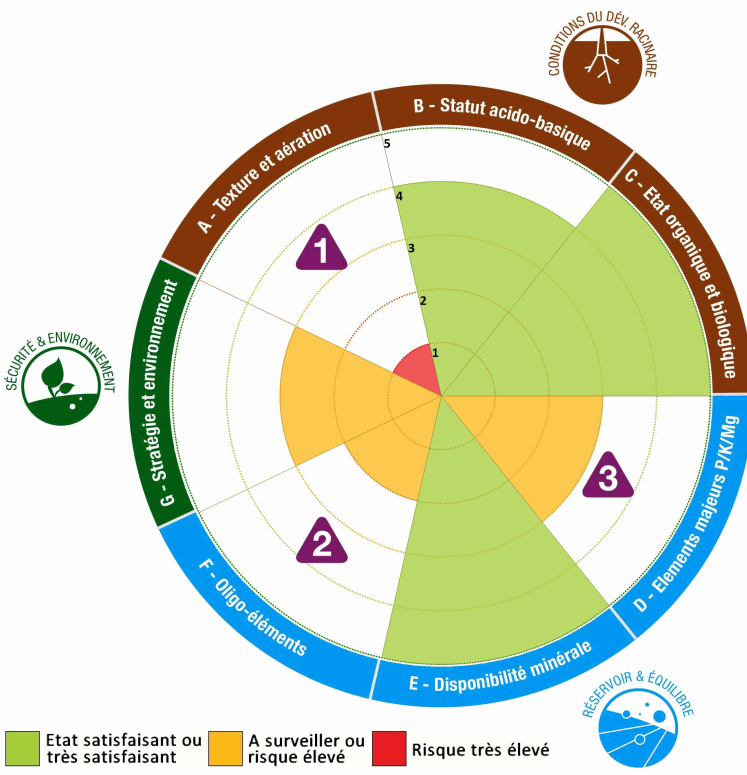 CONDITIONS DU DÉV. RACINAIRE
B - Statut acido-basique
A - Texture et aération
C - Etat organique et biologique
5
4
3
2
1
1
SÉCURITÉ & ENVIRONNEMENT
G - Stratégie et environnement
3
2
D - Elements majeurs P/K/Mg
F - Oligo-éléments
E - Disponibilité minérale
RÉSERVOIR & ÉQUILIBRE
Etat satisfaisant ou
très satisfaisant
A surveiller ou
risque élevé
Risque très élevé